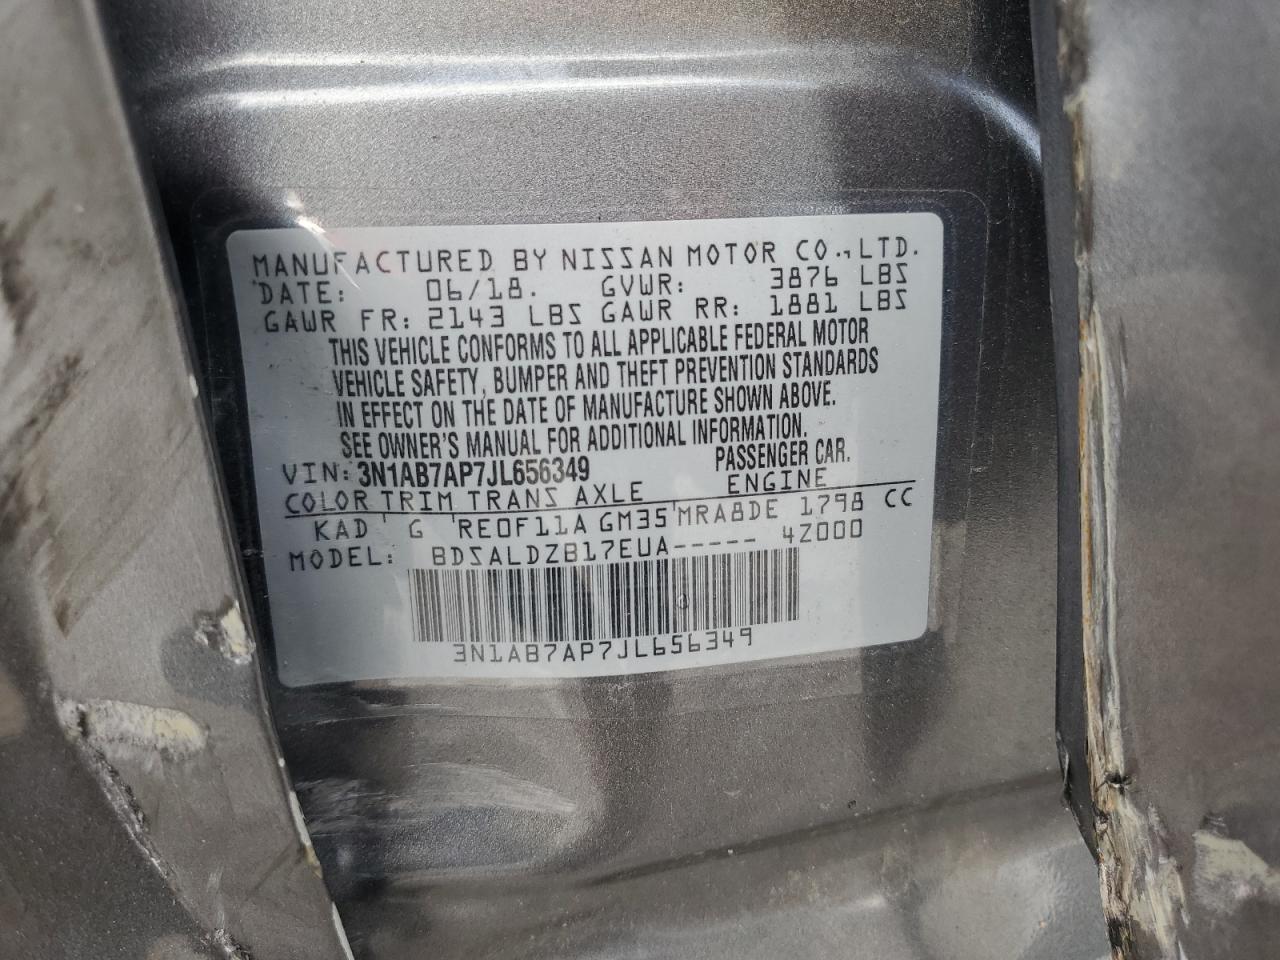 MANUFACTURED BY NISSAN MOTOR CO., LTD.
DATE: 06/18. GVWR: 3876 LBS
GAWR FR: 2143 LBS GAWR RR: 1881 LBS
THIS VEHICLE CONFORMS TO ALL APPLICABLE FEDERAL MOTOR
VEHICLE SAFETY, BUMPER AND THEFT PREVENTION STANDARDS
IN EFFECT ON THE DATE OF MANUFACTURE SHOWN ABOVE.
SEE OWNER'S MANUAL FOR ADDITIONAL INFORMATION.
VIN: 3N1AB7AP7JL656349 PASSENGER CAR.
COLOR TRIM TRANS AXLE ENGINE
KAD G RE0F11A GM35 MRA8DE 1798 CC
MODEL: BDSALDZB17EUA----- 4Z000
3N1AB7AP7JL656349